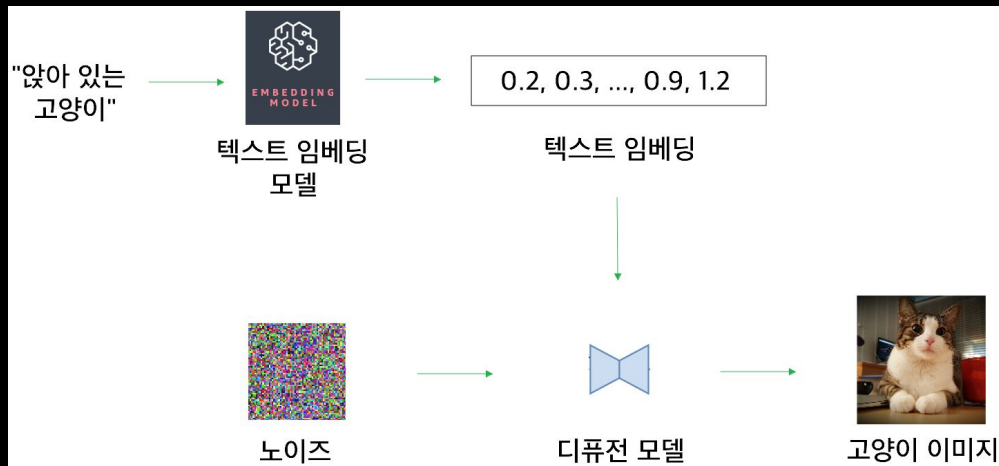 "앉아 있는
고양이"
EMBEDDING
MODEL
텍스트 임베딩
모델
0.2, 0.3, ..., 0.9, 1.2
텍스트 임베딩
노이즈
디퓨전 모델
고양이 이미지